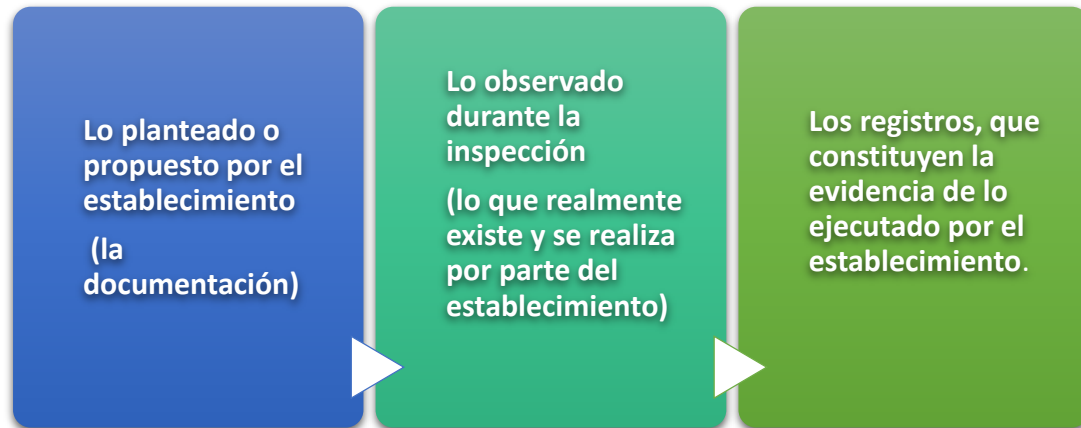 Lo planteado o
propuesto por el
establecimiento
(la
documentación)
Lo observado
durante la
inspección
(lo que realmente
existe y se realiza
por parte del
establecimiento)
Los registros, que
constituyen la
evidencia de lo
ejecutado por el
establecimiento.